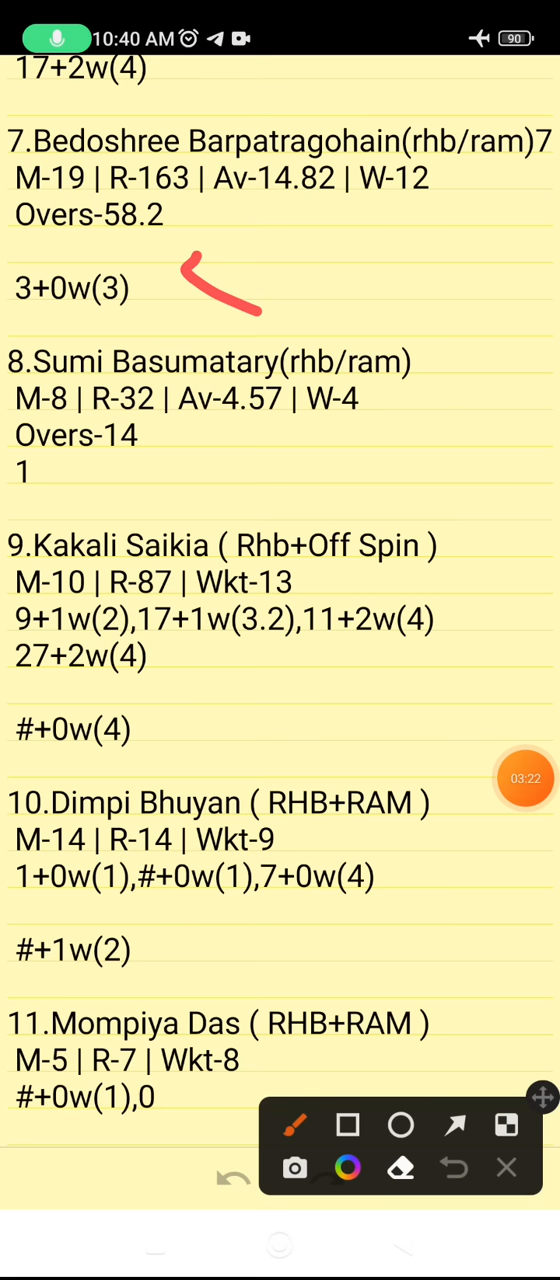 10:40 AM
90
17+2w(4)
7.Bedoshree Barpatragohain(rhb/ram)7
M-19 | R-163 | Av-14.82 | W-12
Overs-58.2
3+0w(3)
8.Sumi Basumatary(rhb/ram)
M-8 | R-32 | Av-4.57 | W-4
Overs-14
1
9.Kakali Saikia ( Rhb+Off Spin )
M-10 | R-87 | Wkt-13
9+1w(2),17+1w(3.2),11+2w(4)
27+2w(4)
#+0w(4)
03:22
10.Dimpi Bhuyan ( RHB+RAM )
M-14 | R-14 | Wkt-9
1+0w(1),#+0w(1),7+0w(4)
#+1w(2)
11.Mompiya Das ( RHB+RAM )
M-5 | R-7 | Wkt-8
#+0w(1),0